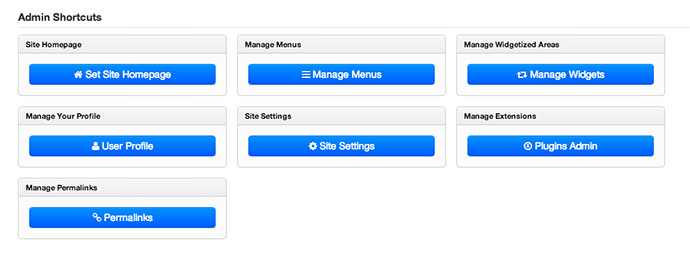 Admin Shortcuts
Site Homepage
Manage Menus
Manage Widgetized Areas
Set Site Homepage
Manage Menus
Manage Widgets
Manage Your Profile
Site Settings
Manage Extensions
User Profile
Site Settings
Plugins Admin
Manage Permalinks
Permalinks